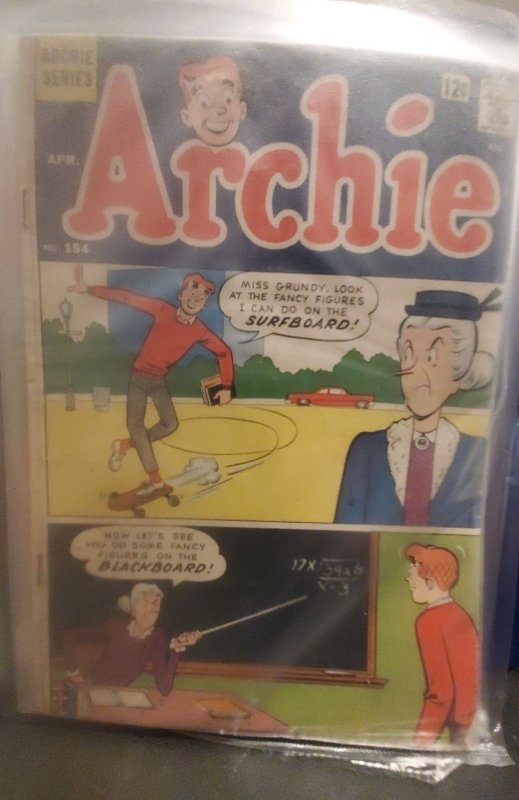 ARCHIE
SERIES
12¢
Archie
APR.
NO. 154
MISS GRUNDY, LOOK
AT THE FANCY FIGURES
I CAN DO ON THE
SURFBOARD!
NOW LET'S SEE
YOU DO SOME FANCY
FIGURES ON THE
BLACKBOARD!
17X